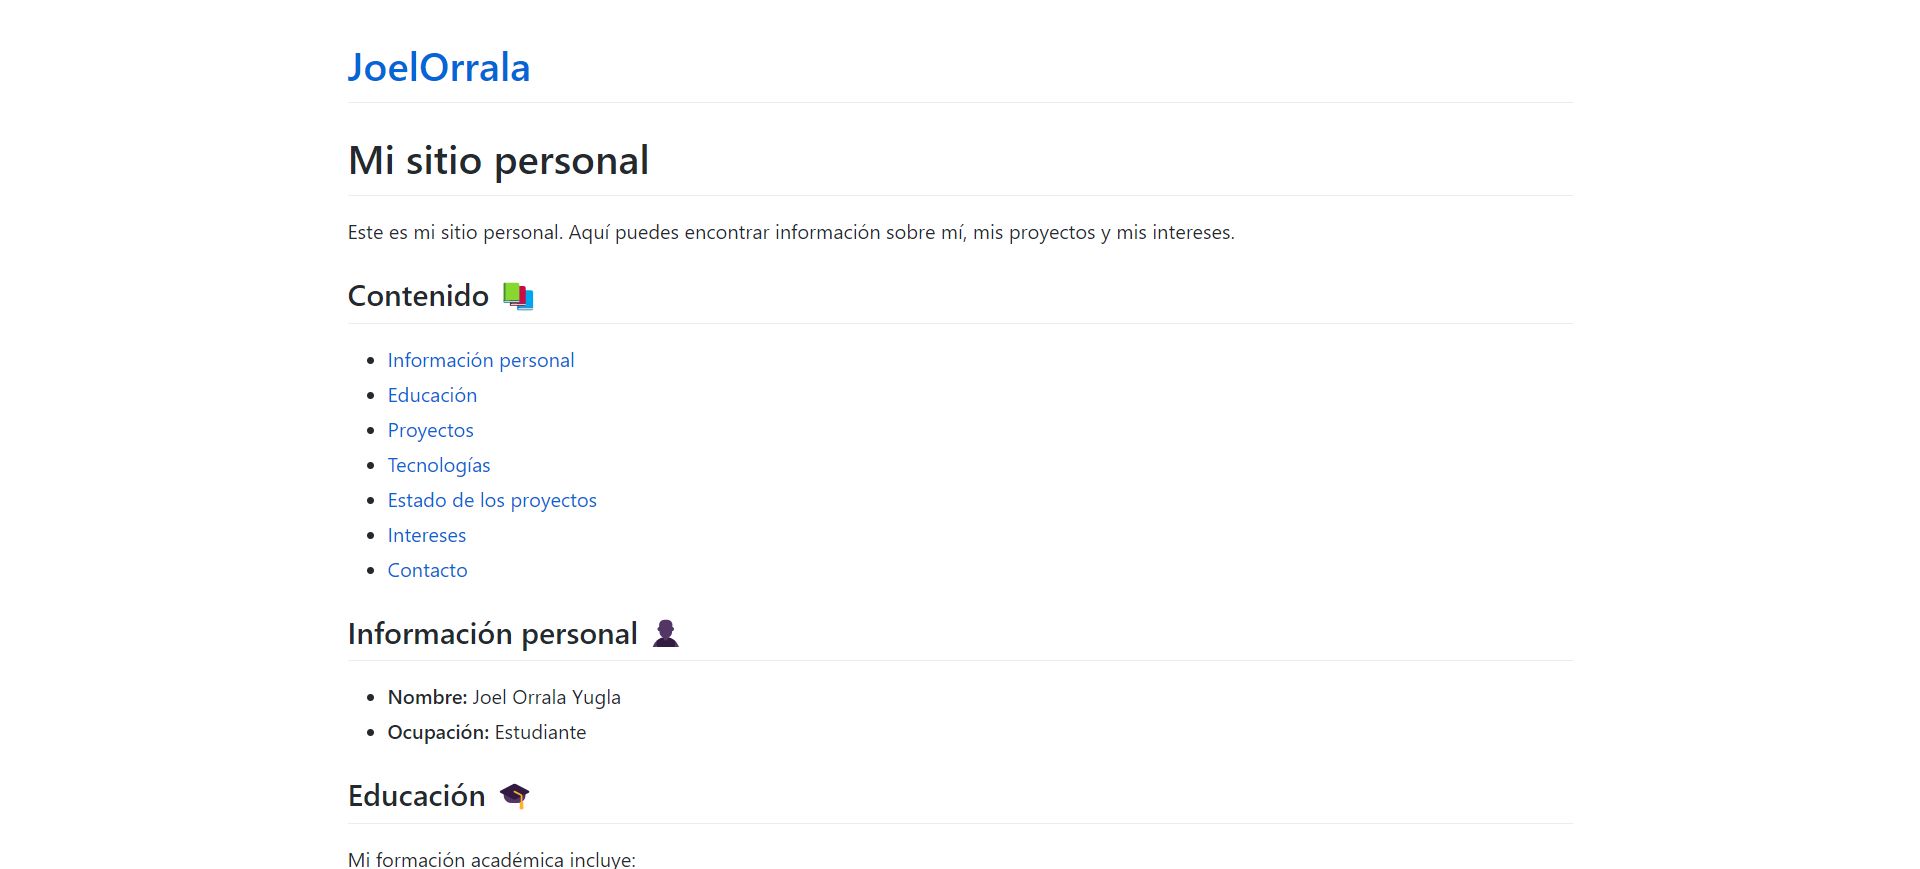 JoelOrrala
Mi sitio personal
Este es mi sitio personal. Aquí puedes encontrar información sobre mí, mis proyectos y mis intereses.
Contenido
Información personal
Educación
Proyectos
Tecnologías
Estado de los proyectos
Intereses
Contacto
Información personal
Nombre: Joel Orrala Yugla
Ocupación: Estudiante
Educación
Mi formación académica incluye: